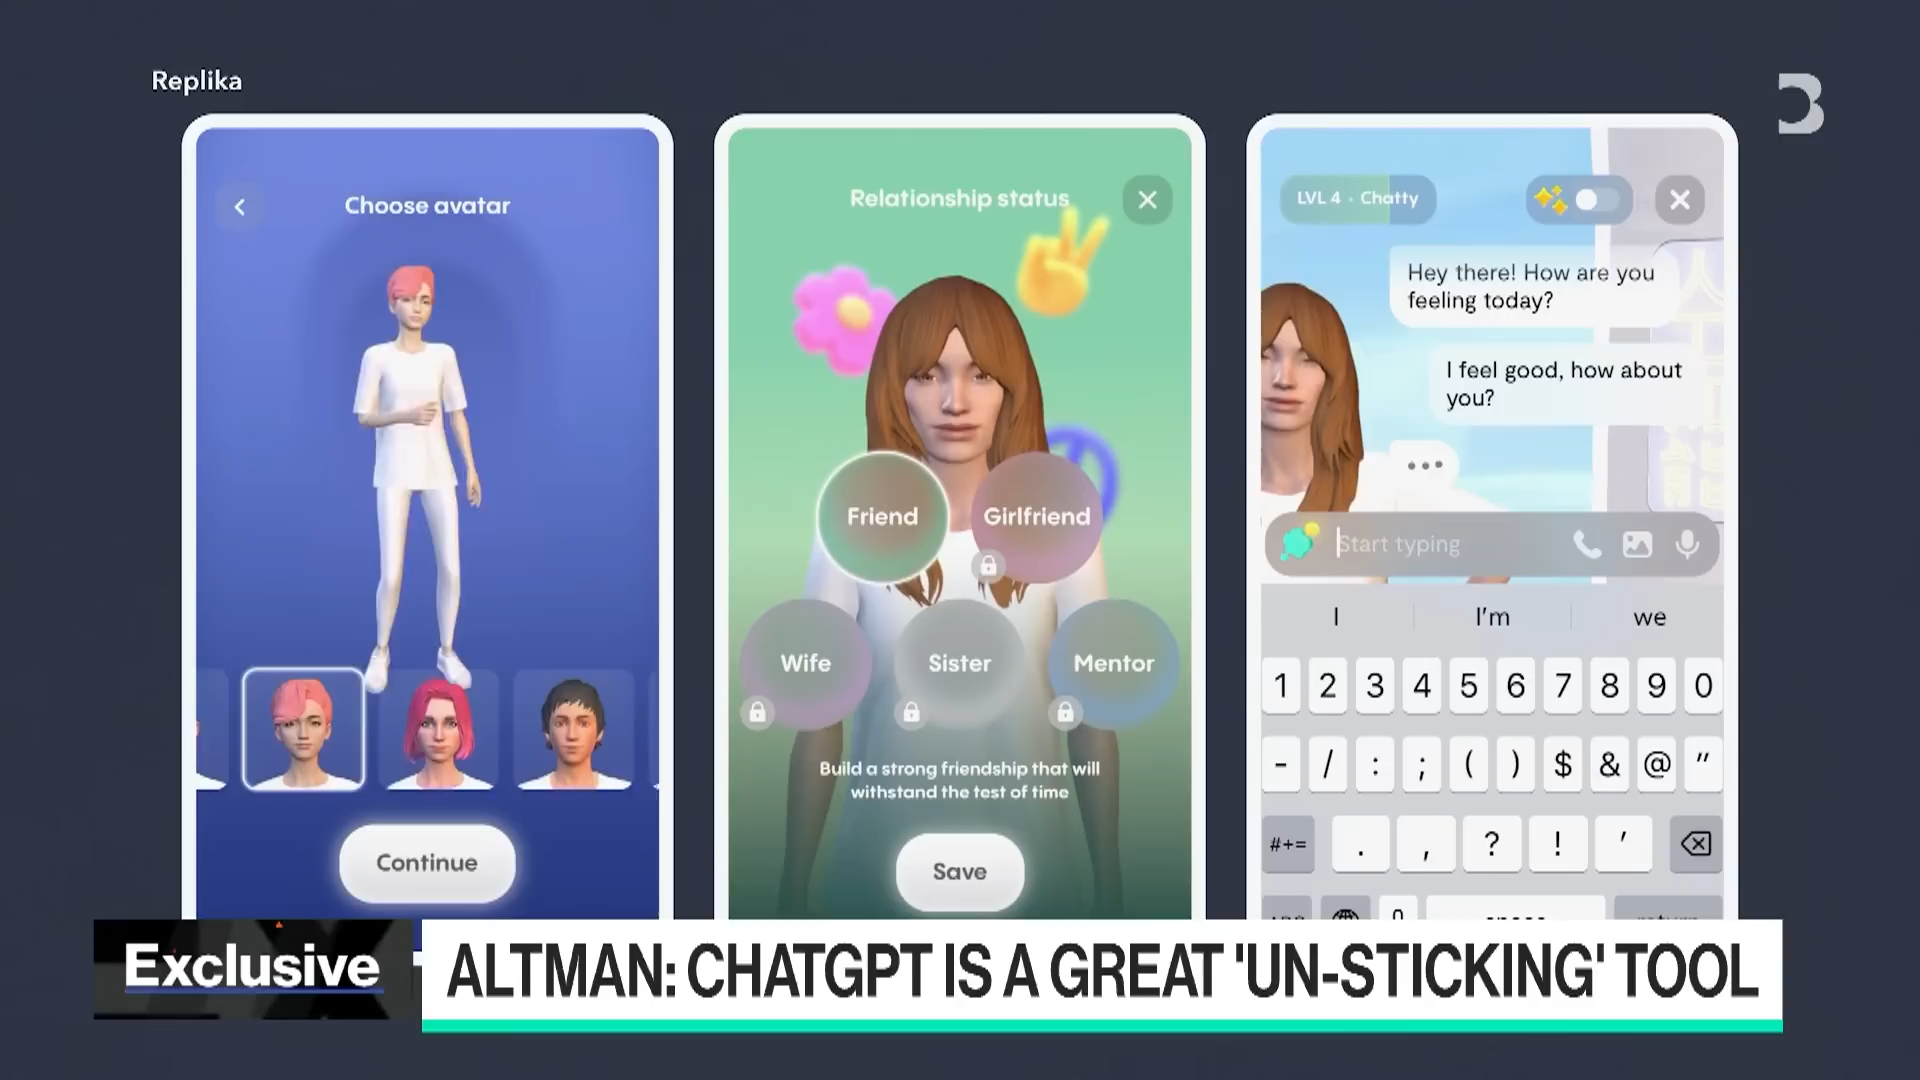 Replika
Choose avatar
Continue
Relationship status
Friend
Girlfriend
Wife
Sister
Mentor
Build a strong friendship that will
withstand the test of time
Save
LVL 4 · Chatty
Hey there! How are you
feeling today?
I feel good, how about
you?
Start typing
I I'm we
1 2 3 4 5 6 7 8 9 0
- / : ; ( ) $ & @ "
#+= . , ? ! '
Exclusive
ALTMAN: CHATGPT IS A GREAT 'UN-STICKING' TOOL